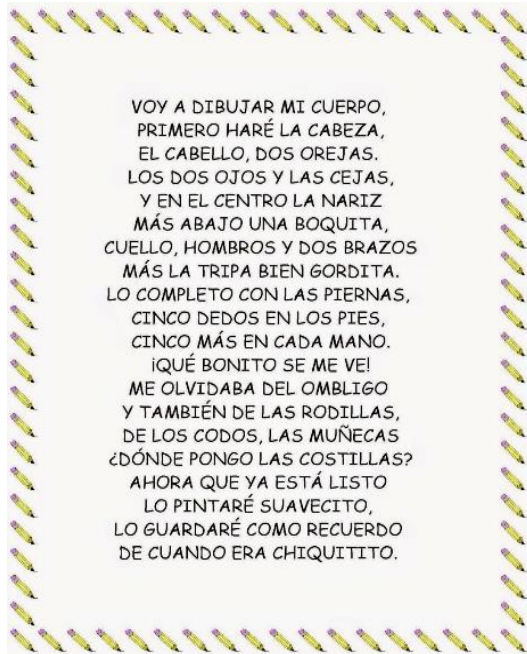 VOY A DIBUJAR MI CUERPO,
PRIMERO HARÉ LA CABEZA,
EL CABELLO, DOS OREJAS.
LOS DOS OJOS Y LAS CEJAS,
Y EN EL CENTRO LA NARIZ
MÁS ABAJO UNA BOQUITA,
CUELLO, HOMBROS Y DOS BRAZOS
MÁS LA TRIPA BIEN GORDITA.
LO COMPLETO CON LAS PIERNAS,
CINCO DEDOS EN LOS PIES,
CINCO MÁS EN CADA MANO.
¡QUÉ BONITO SE ME VE!
ME OLVIDABA DEL OMBLIGO
Y TAMBIÉN DE LAS RODILLAS,
DE LOS CODOS, LAS MUÑECAS
¿DÓNDE PONGO LAS COSTILLAS?
AHORA QUE YA ESTÁ LISTO
LO PINTARÉ SUAVECITO,
LO GUARDARÉ COMO RECUERDO
DE CUANDO ERA CHIQUITITO.